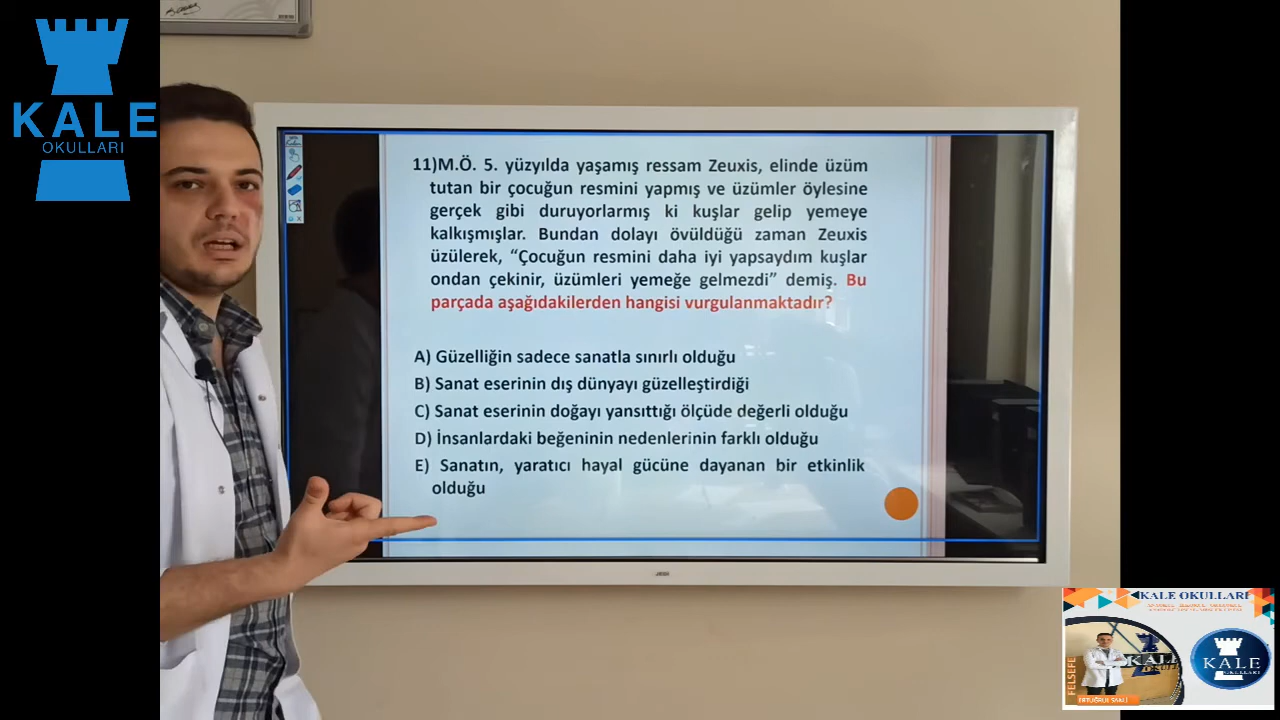 KALE
OKULLARI
11)M.Ö. 5. yüzyılda yaşamış ressam Zeuxis, elinde üzüm
tutan bir çocuğun resmini yapmış ve üzümler öylesine
gerçek gibi duruyorlarmış ki kuşlar gelip yemeye
kalkışmışlar. Bundan dolayı övüldüğü zaman Zeuxis
üzülerek, “Çocuğun resmini daha iyi yapsaydım kuşlar
ondan çekinir, üzümleri yemeğe gelmezdi” demiş. Bu
parçada aşağıdakilerden hangisi vurgulanmaktadır?
A) Güzelliğin sadece sanatla sınırlı olduğu
B) Sanat eserinin dış dünyayı güzelleştirdiği
C) Sanat eserinin doğayı yansıttığı ölçüde değerli olduğu
D) İnsanlardaki beğeninin nedenlerinin farklı olduğu
E) Sanatın, yaratıcı hayal gücüne dayanan bir etkinlik
olduğu
KALE OKULLARI
FELSEFE
KALE
OKULLARI